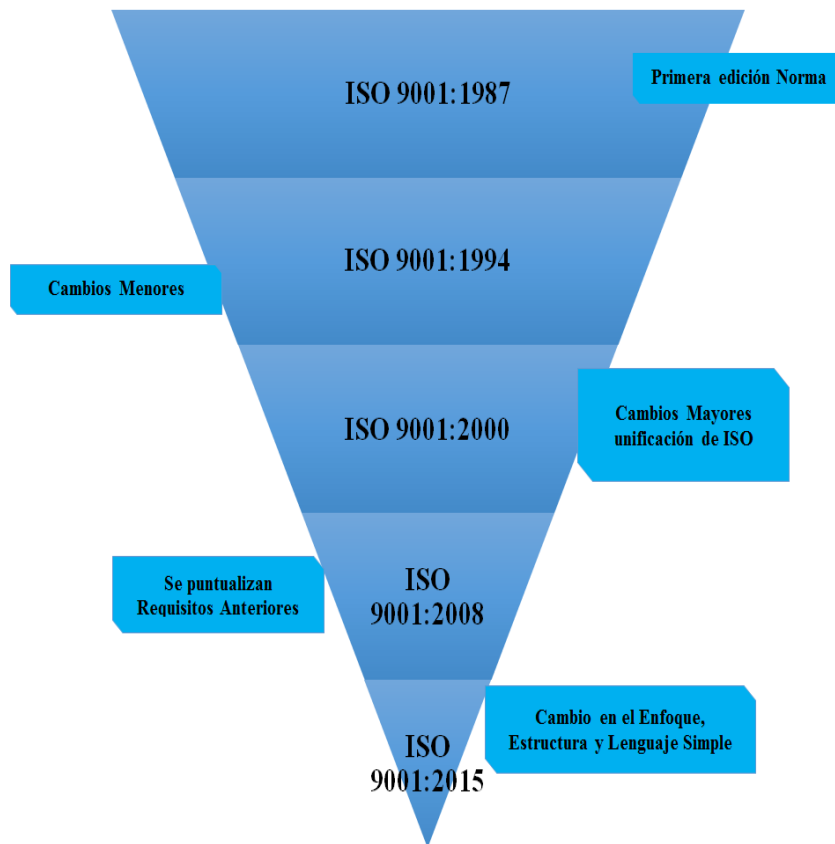 ISO 9001:1987
Primera edición Norma
ISO 9001:1994
Cambios Menores
ISO 9001:2000
Cambios Mayores
unificación de ISO
ISO
9001:2008
Se puntualizan
Requisitos Anteriores
ISO
9001:2015
Cambio en el Enfoque,
Estructura y Lenguaje Simple